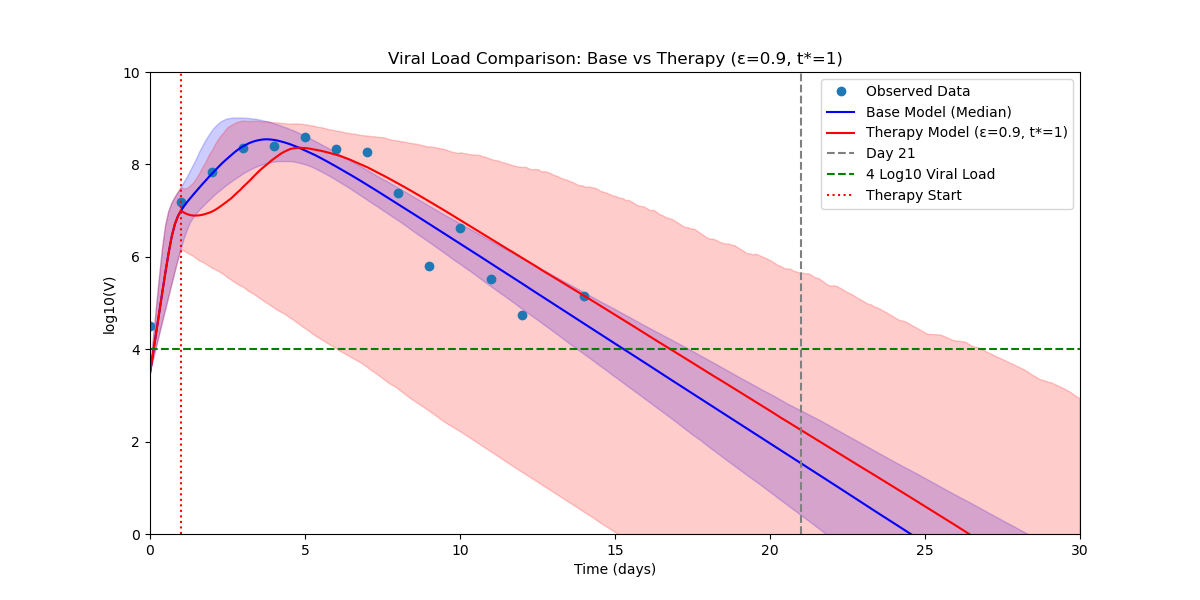 Viral Load Comparison: Base vs Therapy (ε=0.9, t*=1)
10
8
6
4
2
0
log10(V)
Observed Data
Base Model (Median)
Therapy Model (ε=0.9, t*=1)
Day 21
4 Log10 Viral Load
Therapy Start
0 5 10 15 20 25 30
Time (days)